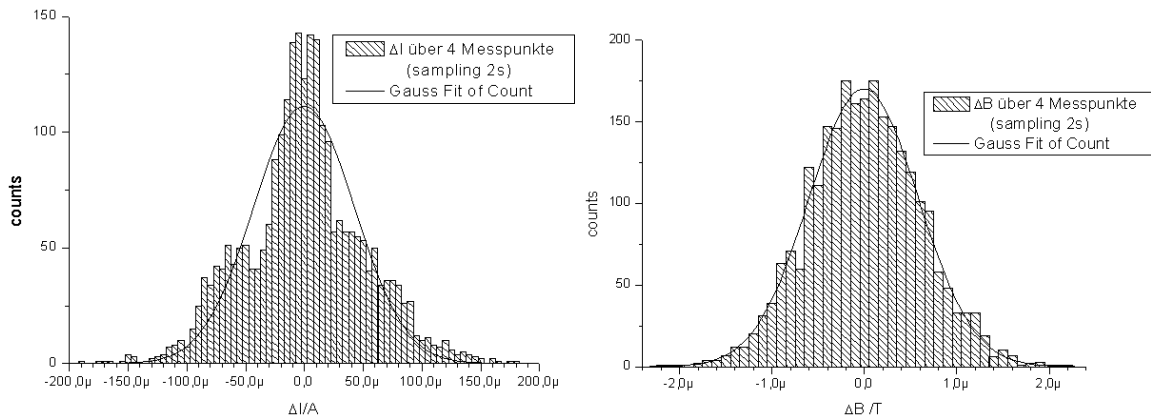 150
100
50
0
counts
-200,0µ
-150,0µ
-100,0µ
-50,0µ
0,0
50,0µ
100,0µ
150,0µ
200,0µ
ΔI/A
ΔI über 4 Messpunkte
(sampling 2s)
Gauss Fit of Count
200
150
100
50
0
counts
-2,0µ
-1,0µ
0,0
1,0µ
2,0µ
ΔB /T
ΔB über 4 Messpunkte
(sampling 2s)
Gauss Fit of Count